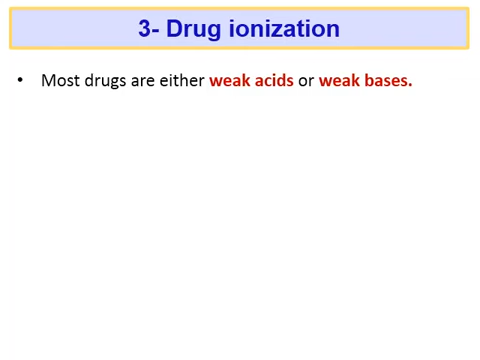 3- Drug ionization
• Most drugs are either weak acids or weak bases.